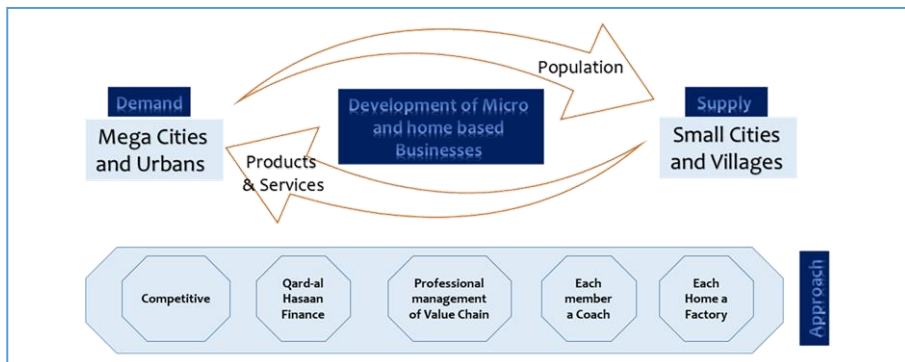 Population
Demand
Mega Cities
and Urbans
Development of Micro
and home based
Businesses
Supply
Small Cities
and Villages
Products
& Services
Competitive
Qard-al
Hasaan
Finance
Professional
management
of Value Chain
Each
member
a Coach
Each
Home a
Factory
Approach